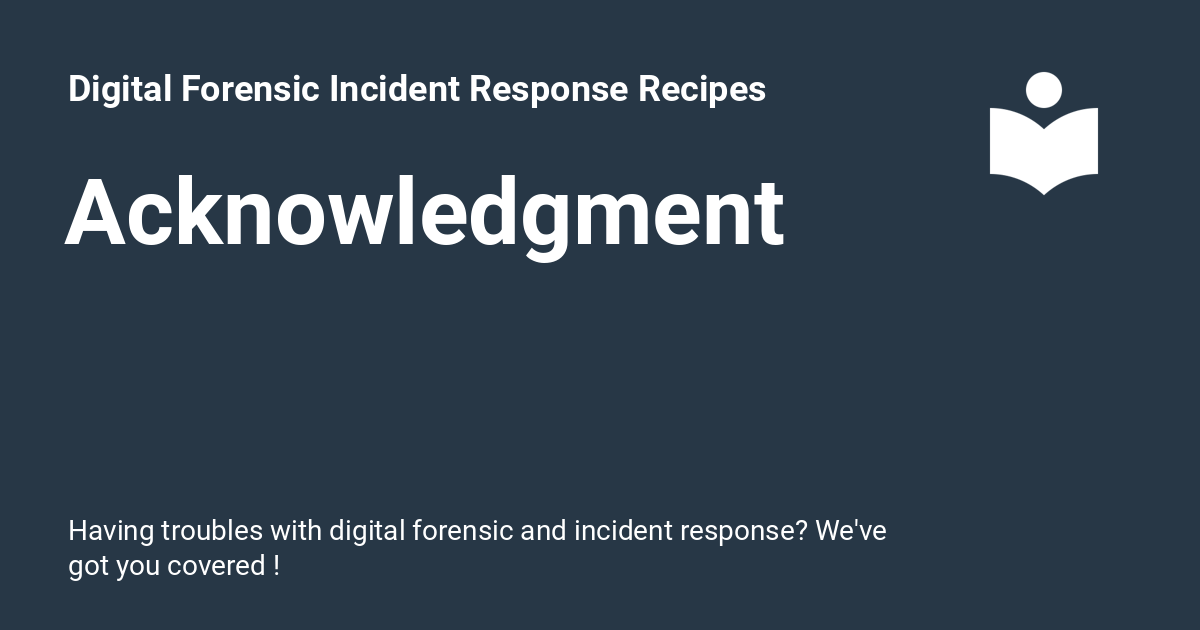 Digital Forensic Incident Response Recipes
Acknowledgment
Having troubles with digital forensic and incident response? We've
got you covered !